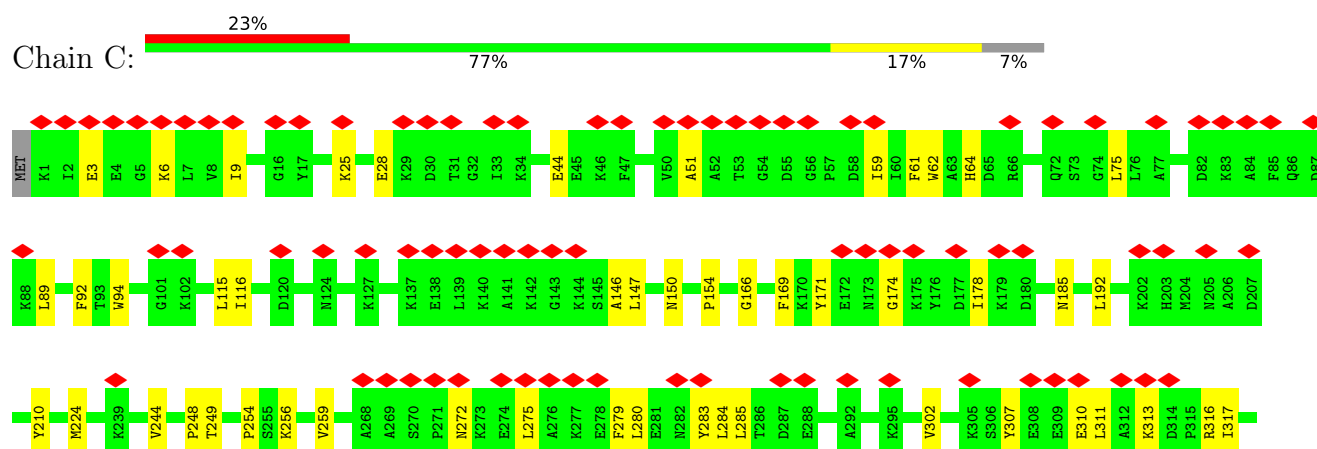 23%
Chain C:
77% 17% 7%
MET K1 I2 E3 E4 G5 K6 L7 V8 I9 G16 Y17 K25 E28 K29 D30 T31 G32 I33 K34 E44 E45 K46 F47 V50 A51 A52 T53 G54 D55 G56 P57 D58 I59 I60 F61 W62 A63 H64 D65 R66 Q72 S73 G74 L75 L76 A77 D82 K83 A84 F85 Q86 D87
K88 L89 F92 T93 W94 G101 K102 L115 I116 D120 N124 K127 K137 E138 L139 K140 A141 K142 G143 K144 S145 A146 L147 N150 P154 G166 F169 K170 Y171 E172 N173 G174 K175 Y176 D177 I178 K179 D180 N185 L192 K202 H203 M204 N205 A206 D207
Y210 M224 K239 V244 P248 T249 P254 S255 K256 V259 A268 A269 S270 P271 N272 K273 E274 L275 A276 K277 E278 F279 L280 E281 N282 Y283 L284 L285 T286 D287 E288 A292 K295 V302 K305 S306 Y307 E308 E309 E310 L311 A312 K313 D314 P315 R316 I317